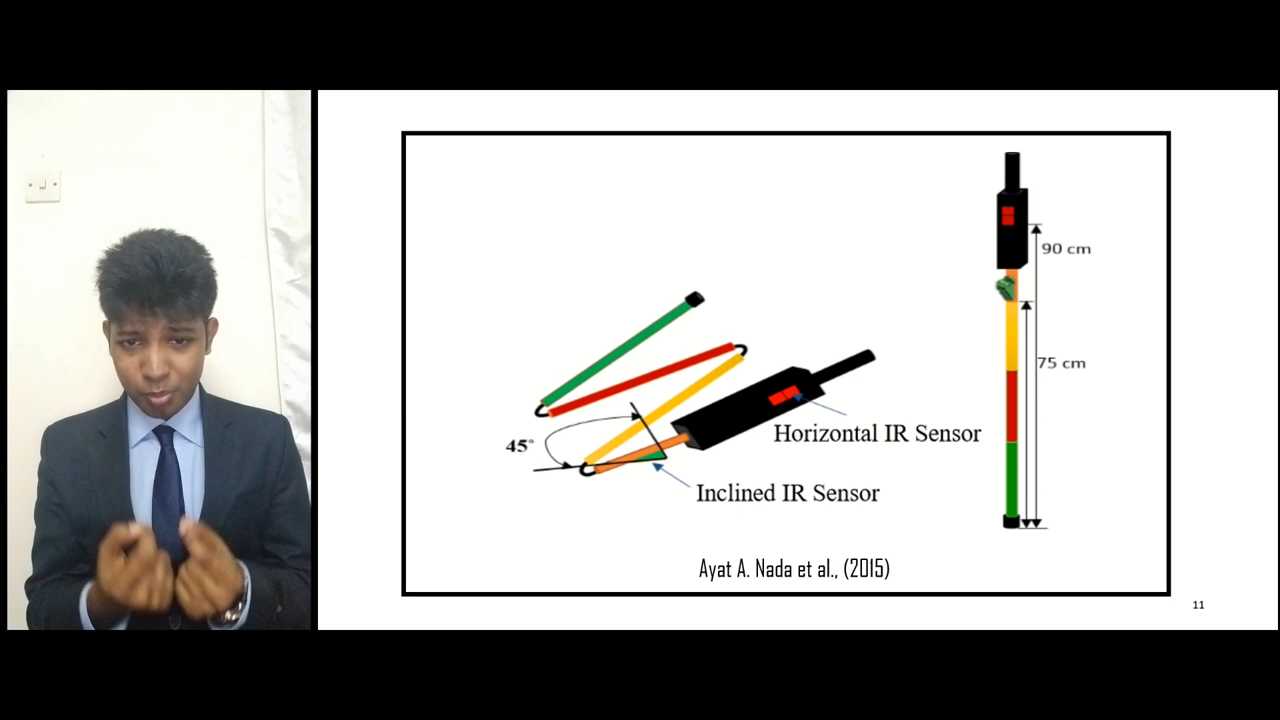 90 cm
75 cm
45°
Horizontal IR Sensor
Inclined IR Sensor
Ayat A. Nada et al., (2015)
11